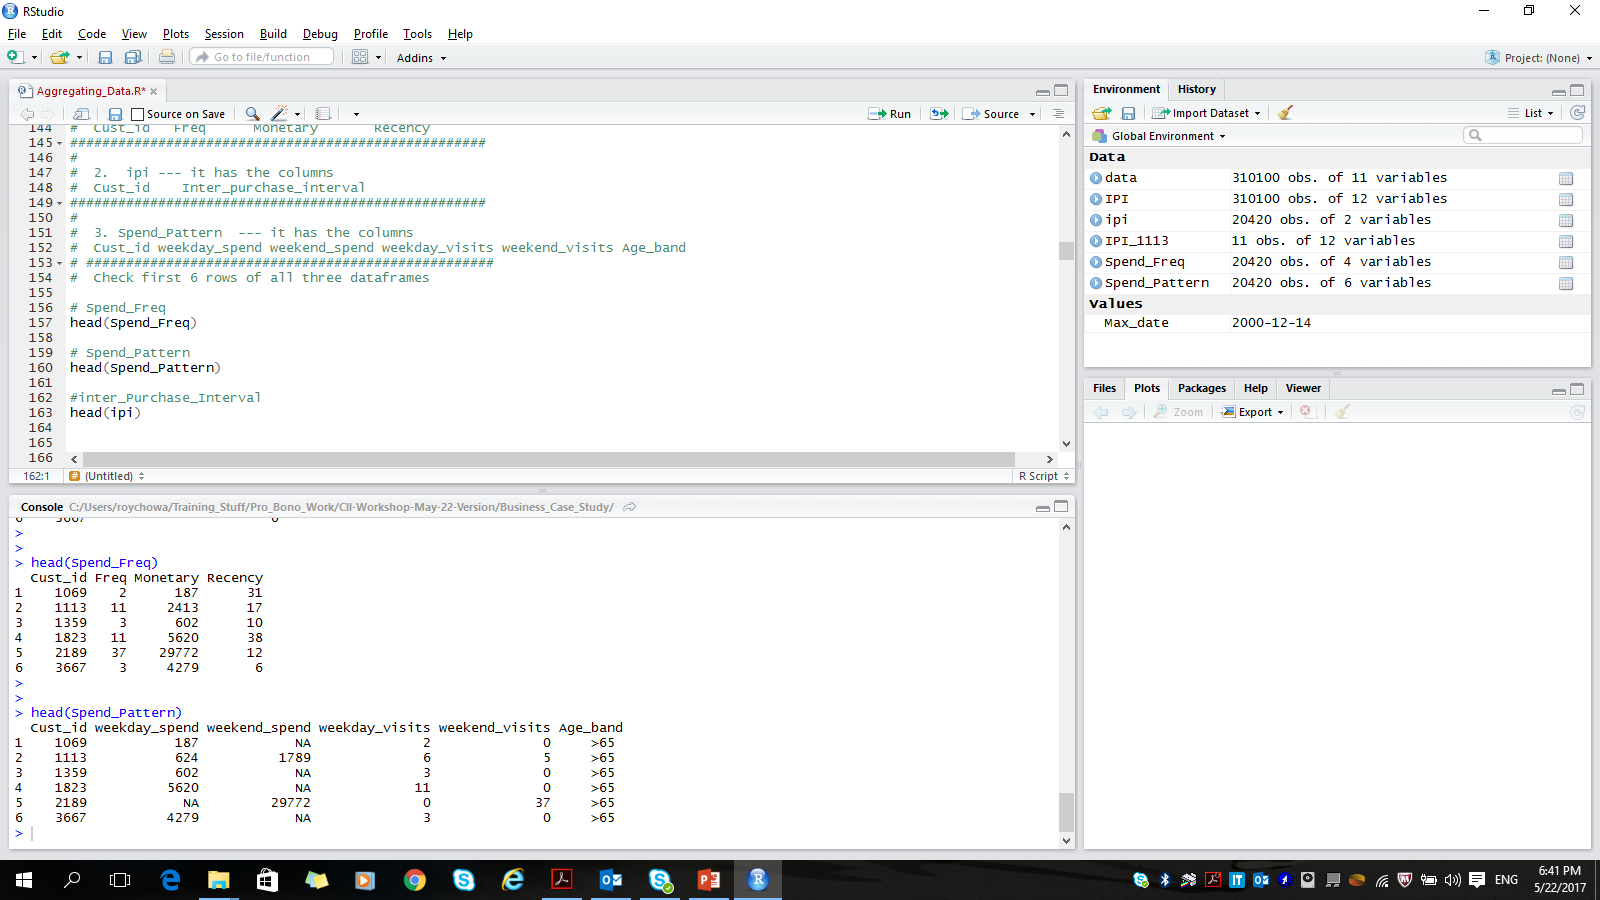 RStudio
File Edit Code View Plots Session Build Debug Profile Tools Help
Go to file/function Addins Project: (None)
Aggregating_Data.R*
Source on Save Run Source
144 # Cust_id Freq Monetary Recency
145 ####################################################
146 #
147 # 2. ipi --- it has the columns
148 # Cust_id Inter_purchase_interval
149 ####################################################
150 #
151 # 3. Spend_Pattern --- it has the columns
152 # Cust_id weekday_spend weekend_spend weekday_visits weekend_visits Age_band
153 # ###################################################
154 # Check first 6 rows of all three dataframes
155
156 # Spend_Freq
157 head(Spend_Freq)
158
159 # Spend_Pattern
160 head(Spend_Pattern)
161
162 #inter_Purchase_Interval
163 head(ipi)
164
165
166
162:1 # (Untitled) R Script
Console C:/Users/roychowa/Training_Stuff/Pro_Bono_Work/CII-Workshop-May-22-Version/Business_Case_Study/
6 3667 0
>
>
> head(Spend_Freq)
Cust_id Freq Monetary Recency
1 1069 2 187 31
2 1113 11 2413 17
3 1359 3 602 10
4 1823 11 5620 38
5 2189 37 29772 12
6 3667 3 4279 6
>
>
> head(Spend_Pattern)
Cust_id weekday_spend weekend_spend weekday_visits weekend_visits Age_band
1 1069 187 NA 2 0 >65
2 1113 624 1789 6 5 >65
3 1359 602 NA 3 0 >65
4 1823 5620 NA 11 0 >65
5 2189 NA 29772 0 37 >65
6 3667 4279 NA 3 0 >65
>
Environment History
Import Dataset List
Global Environment
Data
data 310100 obs. of 11 variables
IPI 310100 obs. of 12 variables
ipi 20420 obs. of 2 variables
IPI_1113 11 obs. of 12 variables
Spend_Freq 20420 obs. of 4 variables
Spend_Pattern 20420 obs. of 6 variables
Values
Max_date 2000-12-14
Files Plots Packages Help Viewer
Zoom Export
ENG 6:41 PM
5/22/2017